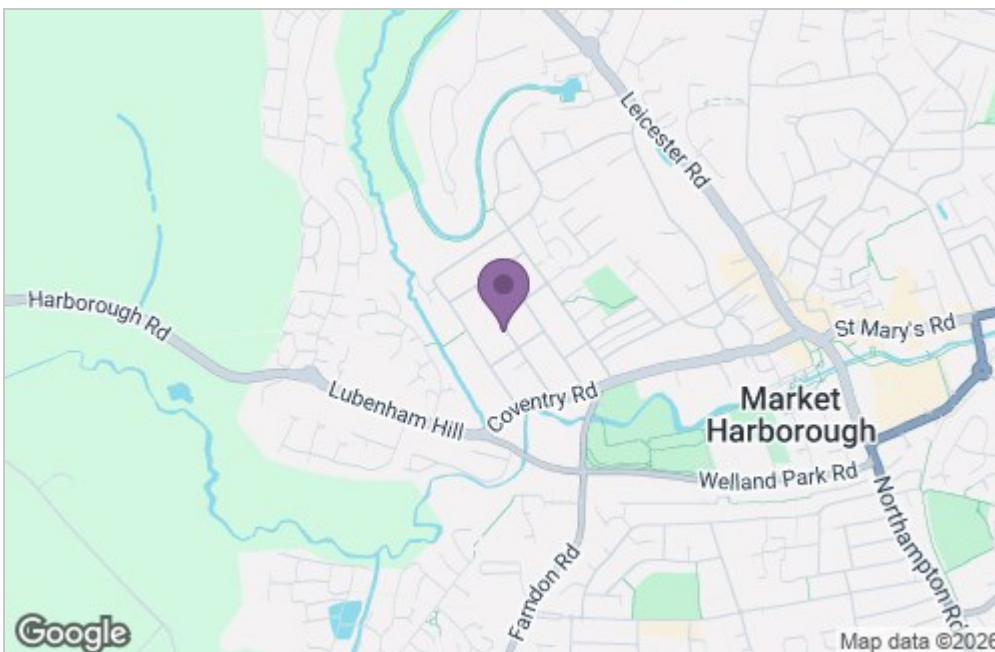 Leicester Rd
Harborough Rd
St Mary's Rd
Lubenham Hill
Coventry Rd
Market
Harborough
Welland Park Rd
Northampton Rd
Farndon Rd
Google
Map data ©2026